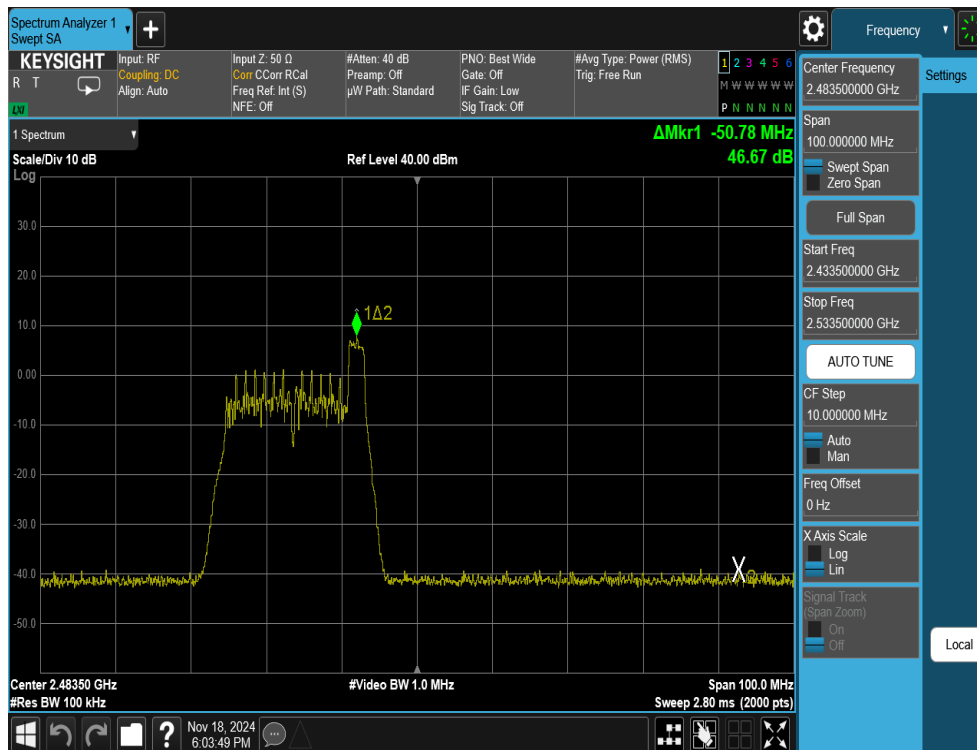 Spectrum Analyzer 1
Swept SA
+
Frequency
KEYSIGHT
R T
LXI
Input: RF
Coupling: DC
Align: Auto
Input Z: 50 Ω
Corr CCorr RCal
Freq Ref: Int (S)
NFE: Off
#Atten: 40 dB
Preamp: Off
µW Path: Standard
PNO: Best Wide
Gate: Off
IF Gain: Low
Sig Track: Off
#Avg Type: Power (RMS)
Trig: Free Run
1 2 3 4 5 6
M W W W W W
P N N N N N
1 Spectrum
Scale/Div 10 dB
Log
Ref Level 40.00 dBm
ΔMkr1 -50.78 MHz
46.67 dB
30.0
20.0
10.0
0.00
-10.0
-20.0
-30.0
-40.0
-50.0
1Δ2
X2
Center 2.48350 GHz
#Res BW 100 kHz
#Video BW 1.0 MHz
Span 100.0 MHz
Sweep 2.80 ms (2000 pts)
Center Frequency
2.483500000 GHz
Span
100.000000 MHz
Swept Span
Zero Span
Full Span
Start Freq
2.433500000 GHz
Stop Freq
2.533500000 GHz
AUTO TUNE
CF Step
10.000000 MHz
Auto
Man
Freq Offset
0 Hz
X Axis Scale
Log
Lin
Signal Track
(Span Zoom)
On
Off
Settings
Local
?
Nov 18, 2024
6:03:49 PM